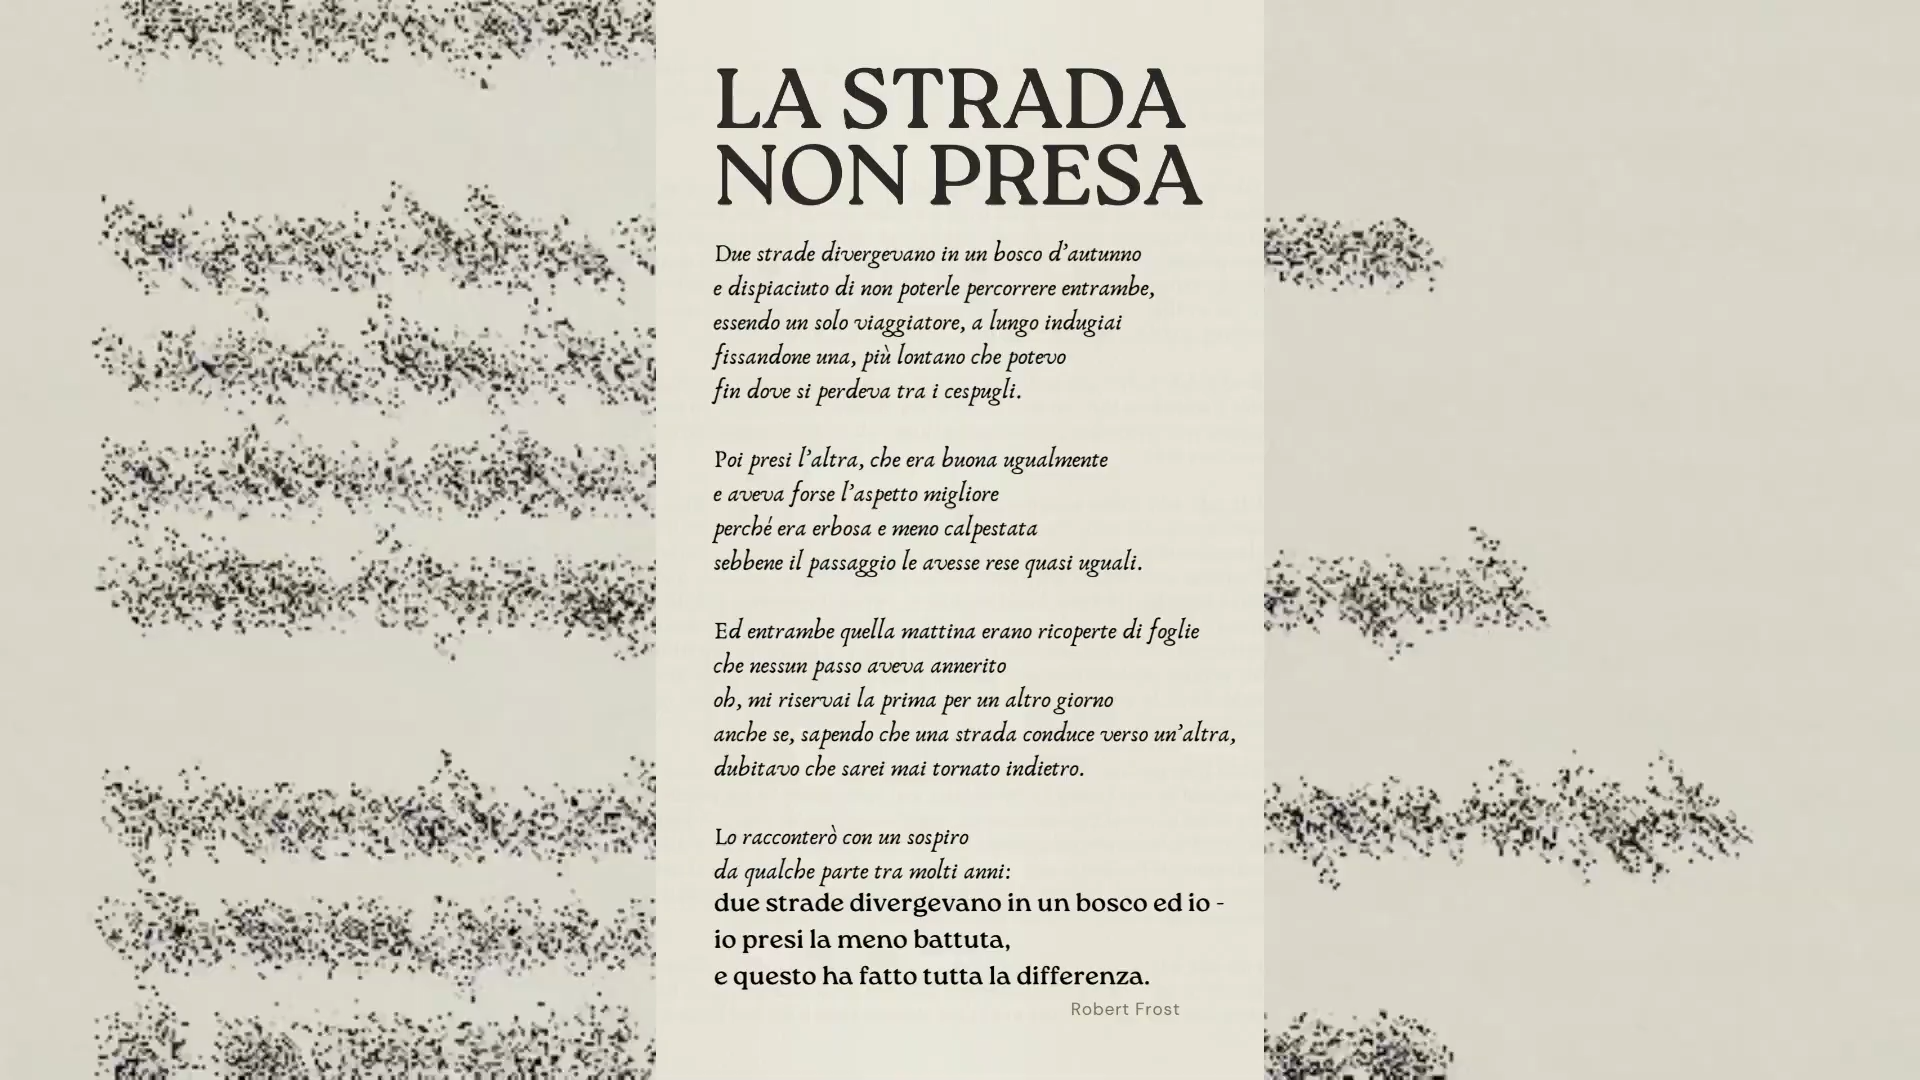 LA STRADA
NON PRESA
Due strade divergevano in un bosco d’autunno
e dispiaciuto di non poterle percorrere entrambe,
essendo un solo viaggiatore, a lungo indugiai
fissandone una, più lontano che potevo
fin dove si perdeva tra i cespugli.
Poi presi l’altra, che era buona ugualmente
e aveva forse l’aspetto migliore
perché era erbosa e meno calpestata
sebbene il passaggio le avesse rese quasi uguali.
Ed entrambe quella mattina erano ricoperte di foglie
che nessun passo aveva annerito
oh, mi riservai la prima per un altro giorno
anche se, sapendo che una strada conduce verso un’altra,
dubitavo che sarei mai tornato indietro.
Lo racconterò con un sospiro
da qualche parte tra molti anni:
due strade divergevano in un bosco ed io -
io presi la meno battuta,
e questo ha fatto tutta la differenza.
Robert Frost